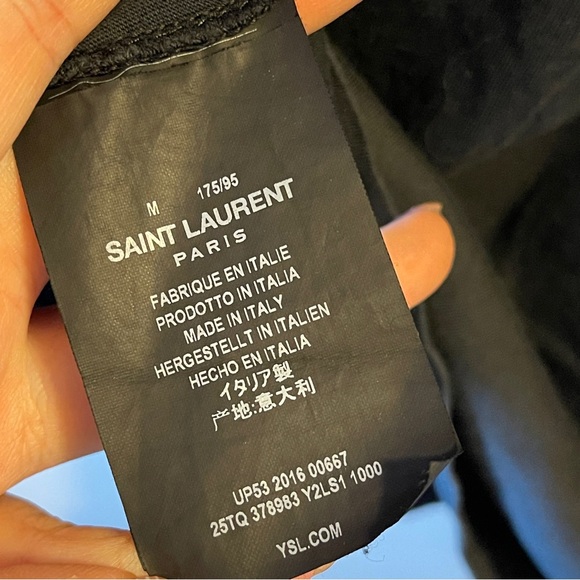 M 175/95
SAINT LAURENT
PARIS
FABRIQUE EN ITALIE
PRODOTTO IN ITALIA
MADE IN ITALY
HERGESTELLT IN ITALIEN
HECHO EN ITALIA
イタリア製
产地:意大利
UP53 2016 00667
25TQ 378983 Y2LS1 1000
YSL.COM